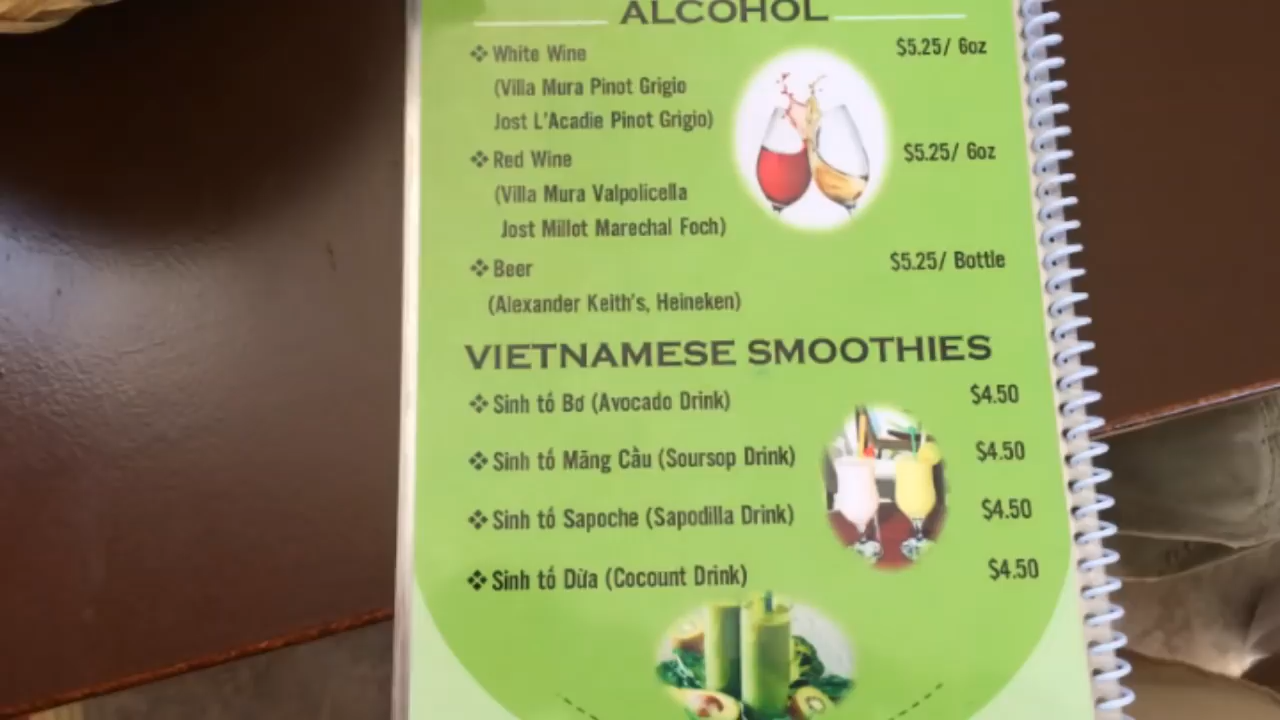 ALCOHOL
❖ White Wine $5.25/ 6oz
(Villa Mura Pinot Grigio
Jost L'Acadie Pinot Grigio)
❖ Red Wine $5.25/ 6oz
(Villa Mura Valpolicella
Jost Millot Marechal Foch)
❖ Beer $5.25/ Bottle
(Alexander Keith's, Heineken)
VIETNAMESE SMOOTHIES
❖ Sinh tố Bơ (Avocado Drink) $4.50
❖ Sinh tố Mãng Cầu (Soursop Drink) $4.50
❖ Sinh tố Sapoche (Sapodilla Drink) $4.50
❖ Sinh tố Dừa (Cocount Drink) $4.50